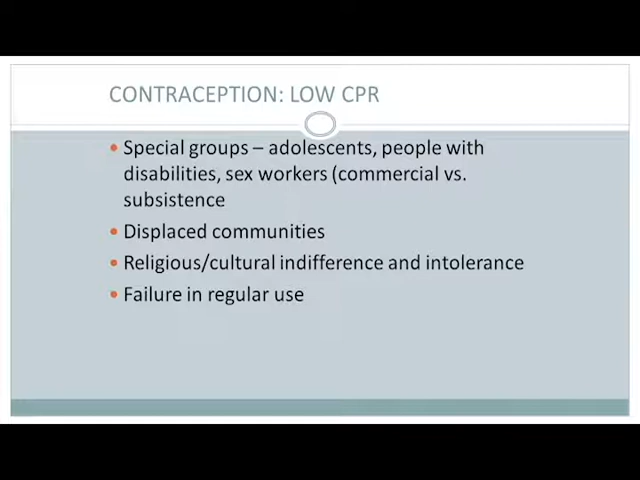 CONTRACEPTION: LOW CPR
• Special groups – adolescents, people with
disabilities, sex workers (commercial vs.
subsistence
• Displaced communities
• Religious/cultural indifference and intolerance
• Failure in regular use